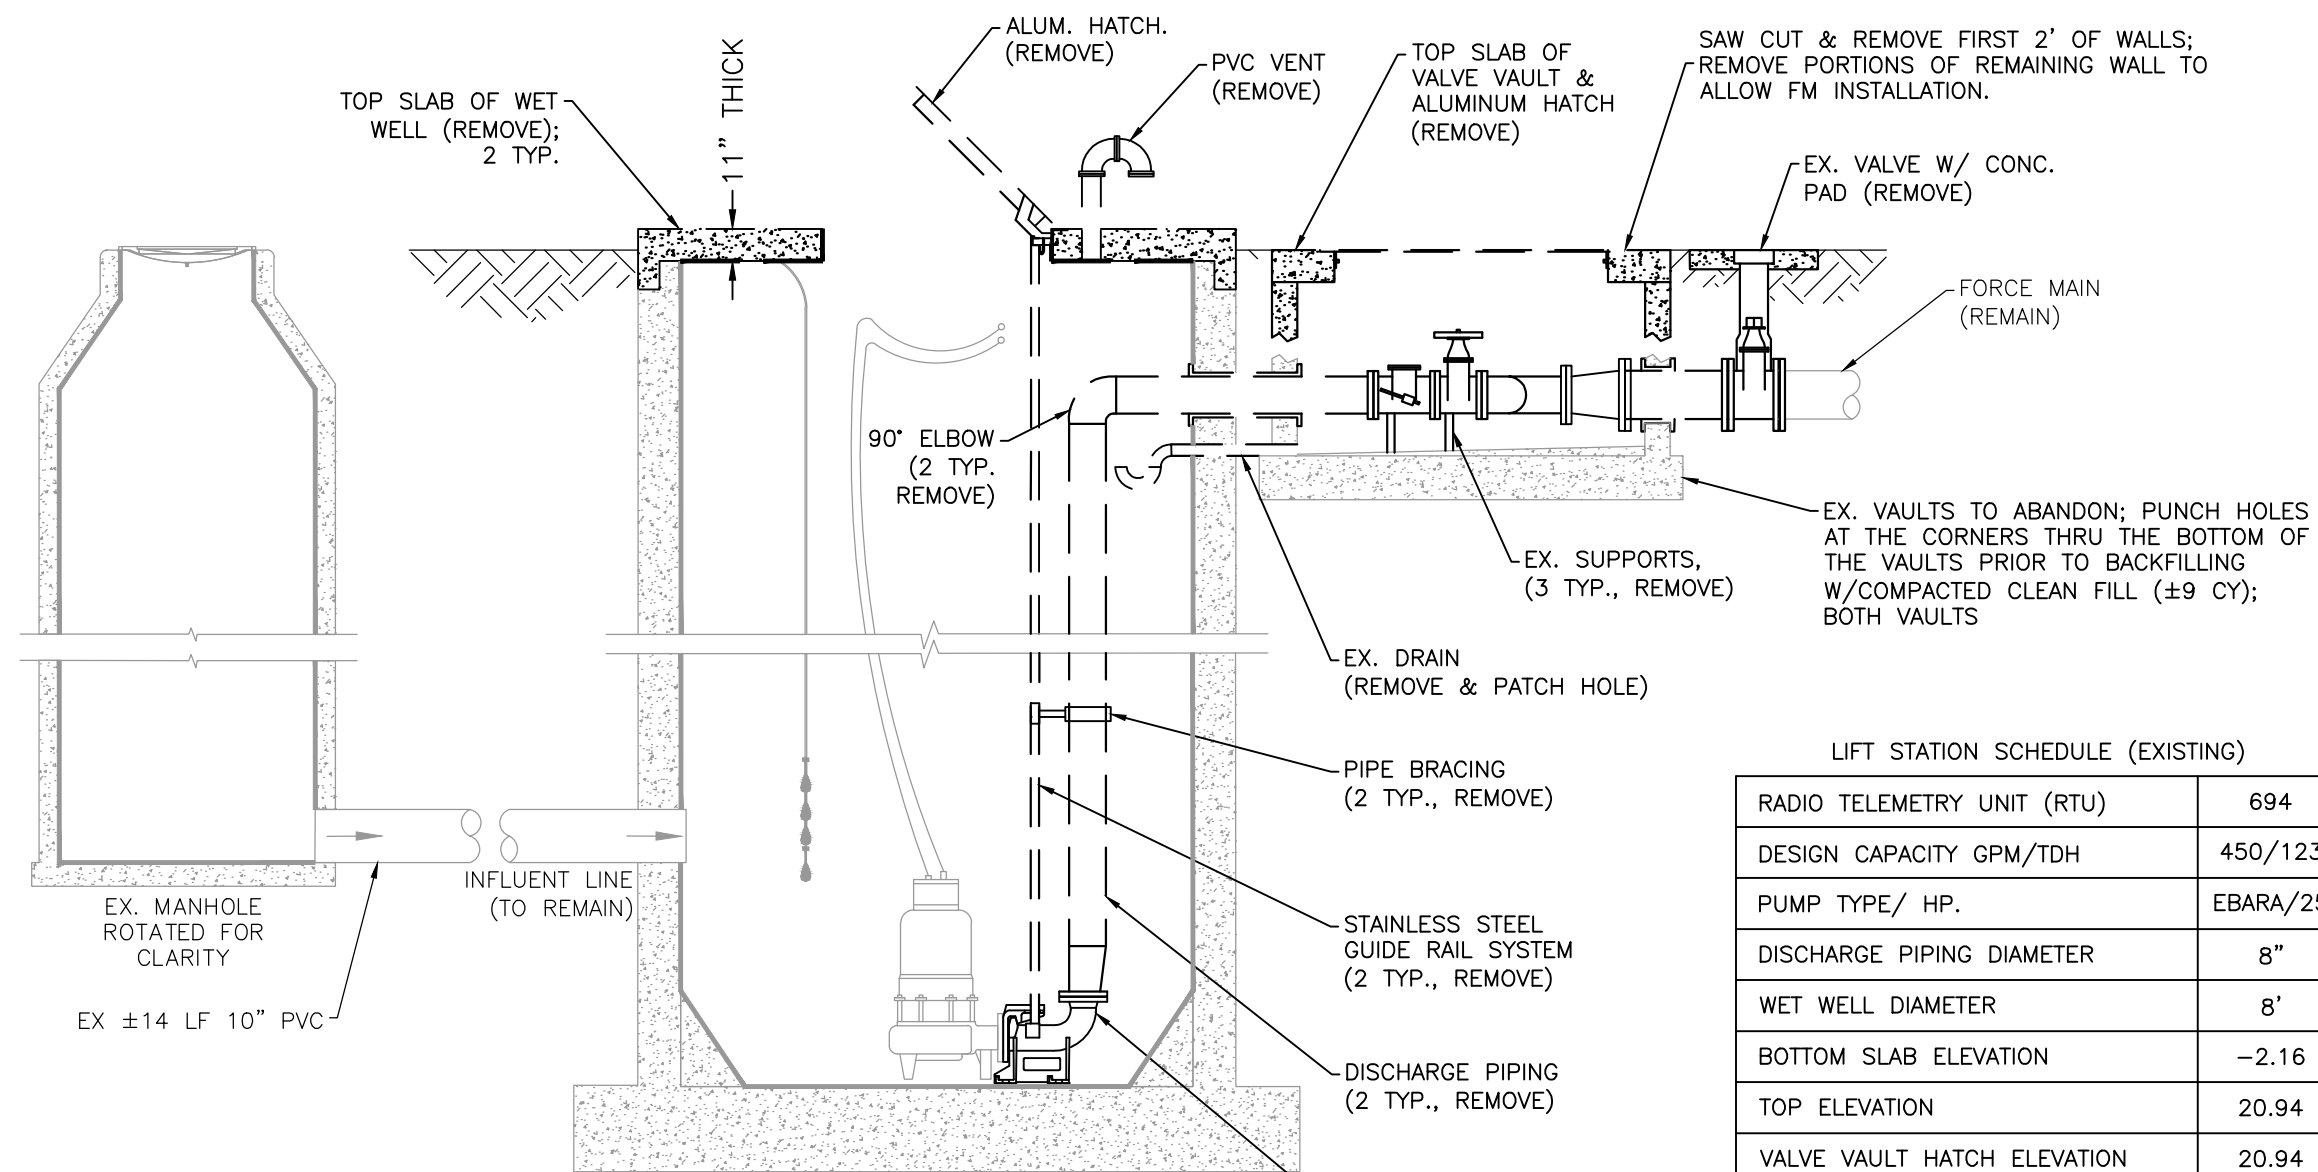 ALUM. HATCH.
(REMOVE)
PVC VENT
(REMOVE)
TOP SLAB OF
VALVE VAULT &
ALUMINUM HATCH
(REMOVE)
SAW CUT & REMOVE FIRST 2' OF WALLS;
REMOVE PORTIONS OF REMAINING WALL TO
ALLOW FM INSTALLATION.
TOP SLAB OF WET
WELL (REMOVE);
2 TYP.
11" THICK
EX. VALVE W/ CONC.
PAD (REMOVE)
FORCE MAIN
(REMAIN)
90° ELBOW
(2 TYP.
REMOVE)
EX. VAULTS TO ABANDON; PUNCH HOLES
AT THE CORNERS THRU THE BOTTOM OF
THE VAULTS PRIOR TO BACKFILLING
W/COMPACTED CLEAN FILL (±9 CY);
BOTH VAULTS
EX. SUPPORTS,
(3 TYP., REMOVE)
EX. DRAIN
(REMOVE & PATCH HOLE)
PIPE BRACING
(2 TYP., REMOVE)
INFLUENT LINE
(TO REMAIN)
EX. MANHOLE
ROTATED FOR
CLARITY
EX ±14 LF 10" PVC
STAINLESS STEEL
GUIDE RAIL SYSTEM
(2 TYP., REMOVE)
DISCHARGE PIPING
(2 TYP., REMOVE)
LIFT STATION SCHEDULE (EXISTING)
RADIO TELEMETRY UNIT (RTU) 694
DESIGN CAPACITY GPM/TDH 450/123
PUMP TYPE/ HP. EBARA/25
DISCHARGE PIPING DIAMETER 8"
WET WELL DIAMETER 8'
BOTTOM SLAB ELEVATION -2.16
TOP ELEVATION 20.94
VALVE VAULT HATCH ELEVATION 20.94